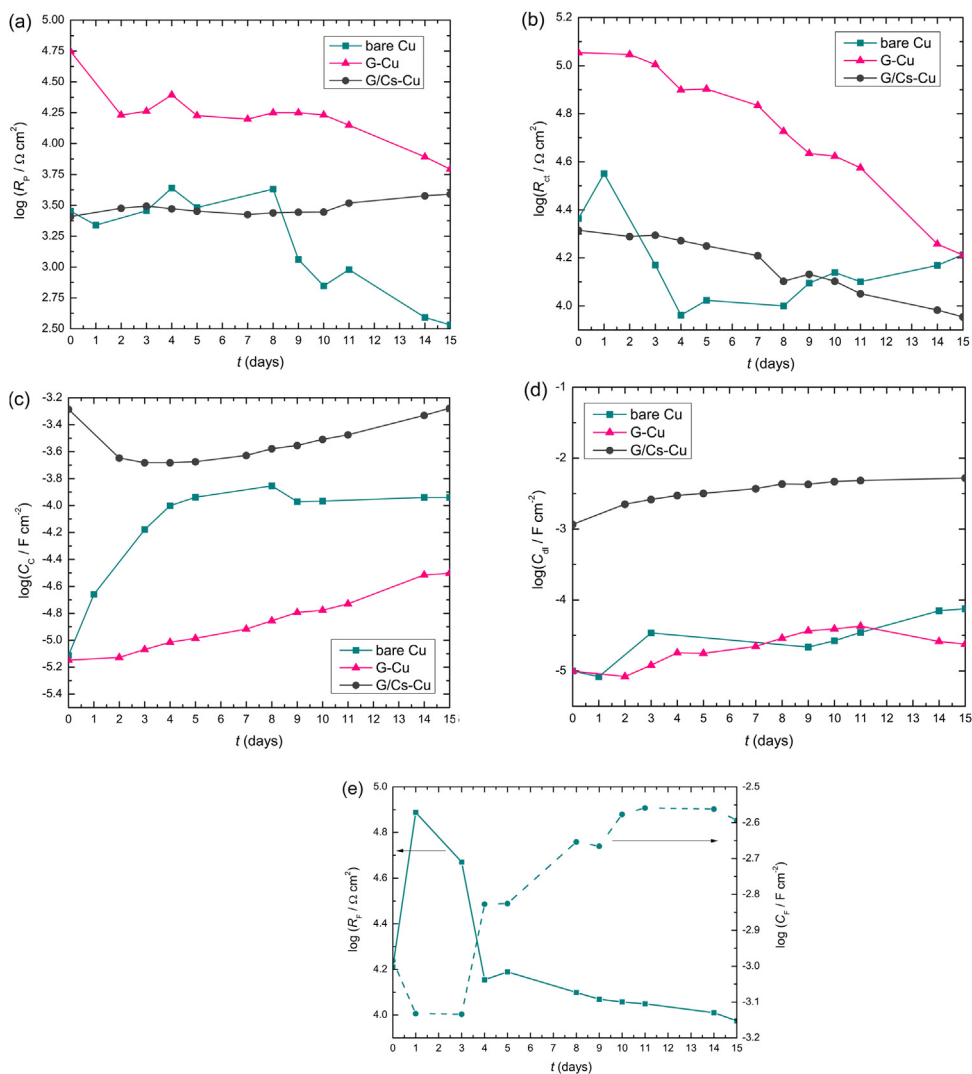 (a)
5.00
4.75
4.50
4.25
4.00
3.75
3.50
3.25
3.00
2.75
2.50
log (R_P / Ω cm²)
bare Cu
G-Cu
G/Cs-Cu
0 1 2 3 4 5 6 7 8 9 10 11 12 13 14 15
t (days)
(b)
5.2
5.0
4.8
4.6
4.4
4.2
4.0
log(R_ct / Ω cm²)
bare Cu
G-Cu
G/Cs-Cu
0 1 2 3 4 5 6 7 8 9 10 11 12 13 14 15
t (days)
(c)
-3.2
-3.4
-3.6
-3.8
-4.0
-4.2
-4.4
-4.6
-4.8
-5.0
-5.2
-5.4
log(C_C / F cm⁻²)
bare Cu
G-Cu
G/Cs-Cu
0 1 2 3 4 5 6 7 8 9 10 11 12 13 14 15
t (days)
(d)
-1
-2
-3
-4
-5
log(C_dl / F cm⁻²)
bare Cu
G-Cu
G/Cs-Cu
0 1 2 3 4 5 6 7 8 9 10 11 12 13 14 15
t (days)
(e)
5.0
4.8
4.6
4.4
4.2
4.0
log (R_F / Ω cm²)
-2.5
-2.6
-2.7
-2.8
-2.9
-3.0
-3.1
-3.2
log (C_F / F cm⁻²)
0 1 2 3 4 5 6 7 8 9 10 11 12 13 14 15
t (days)